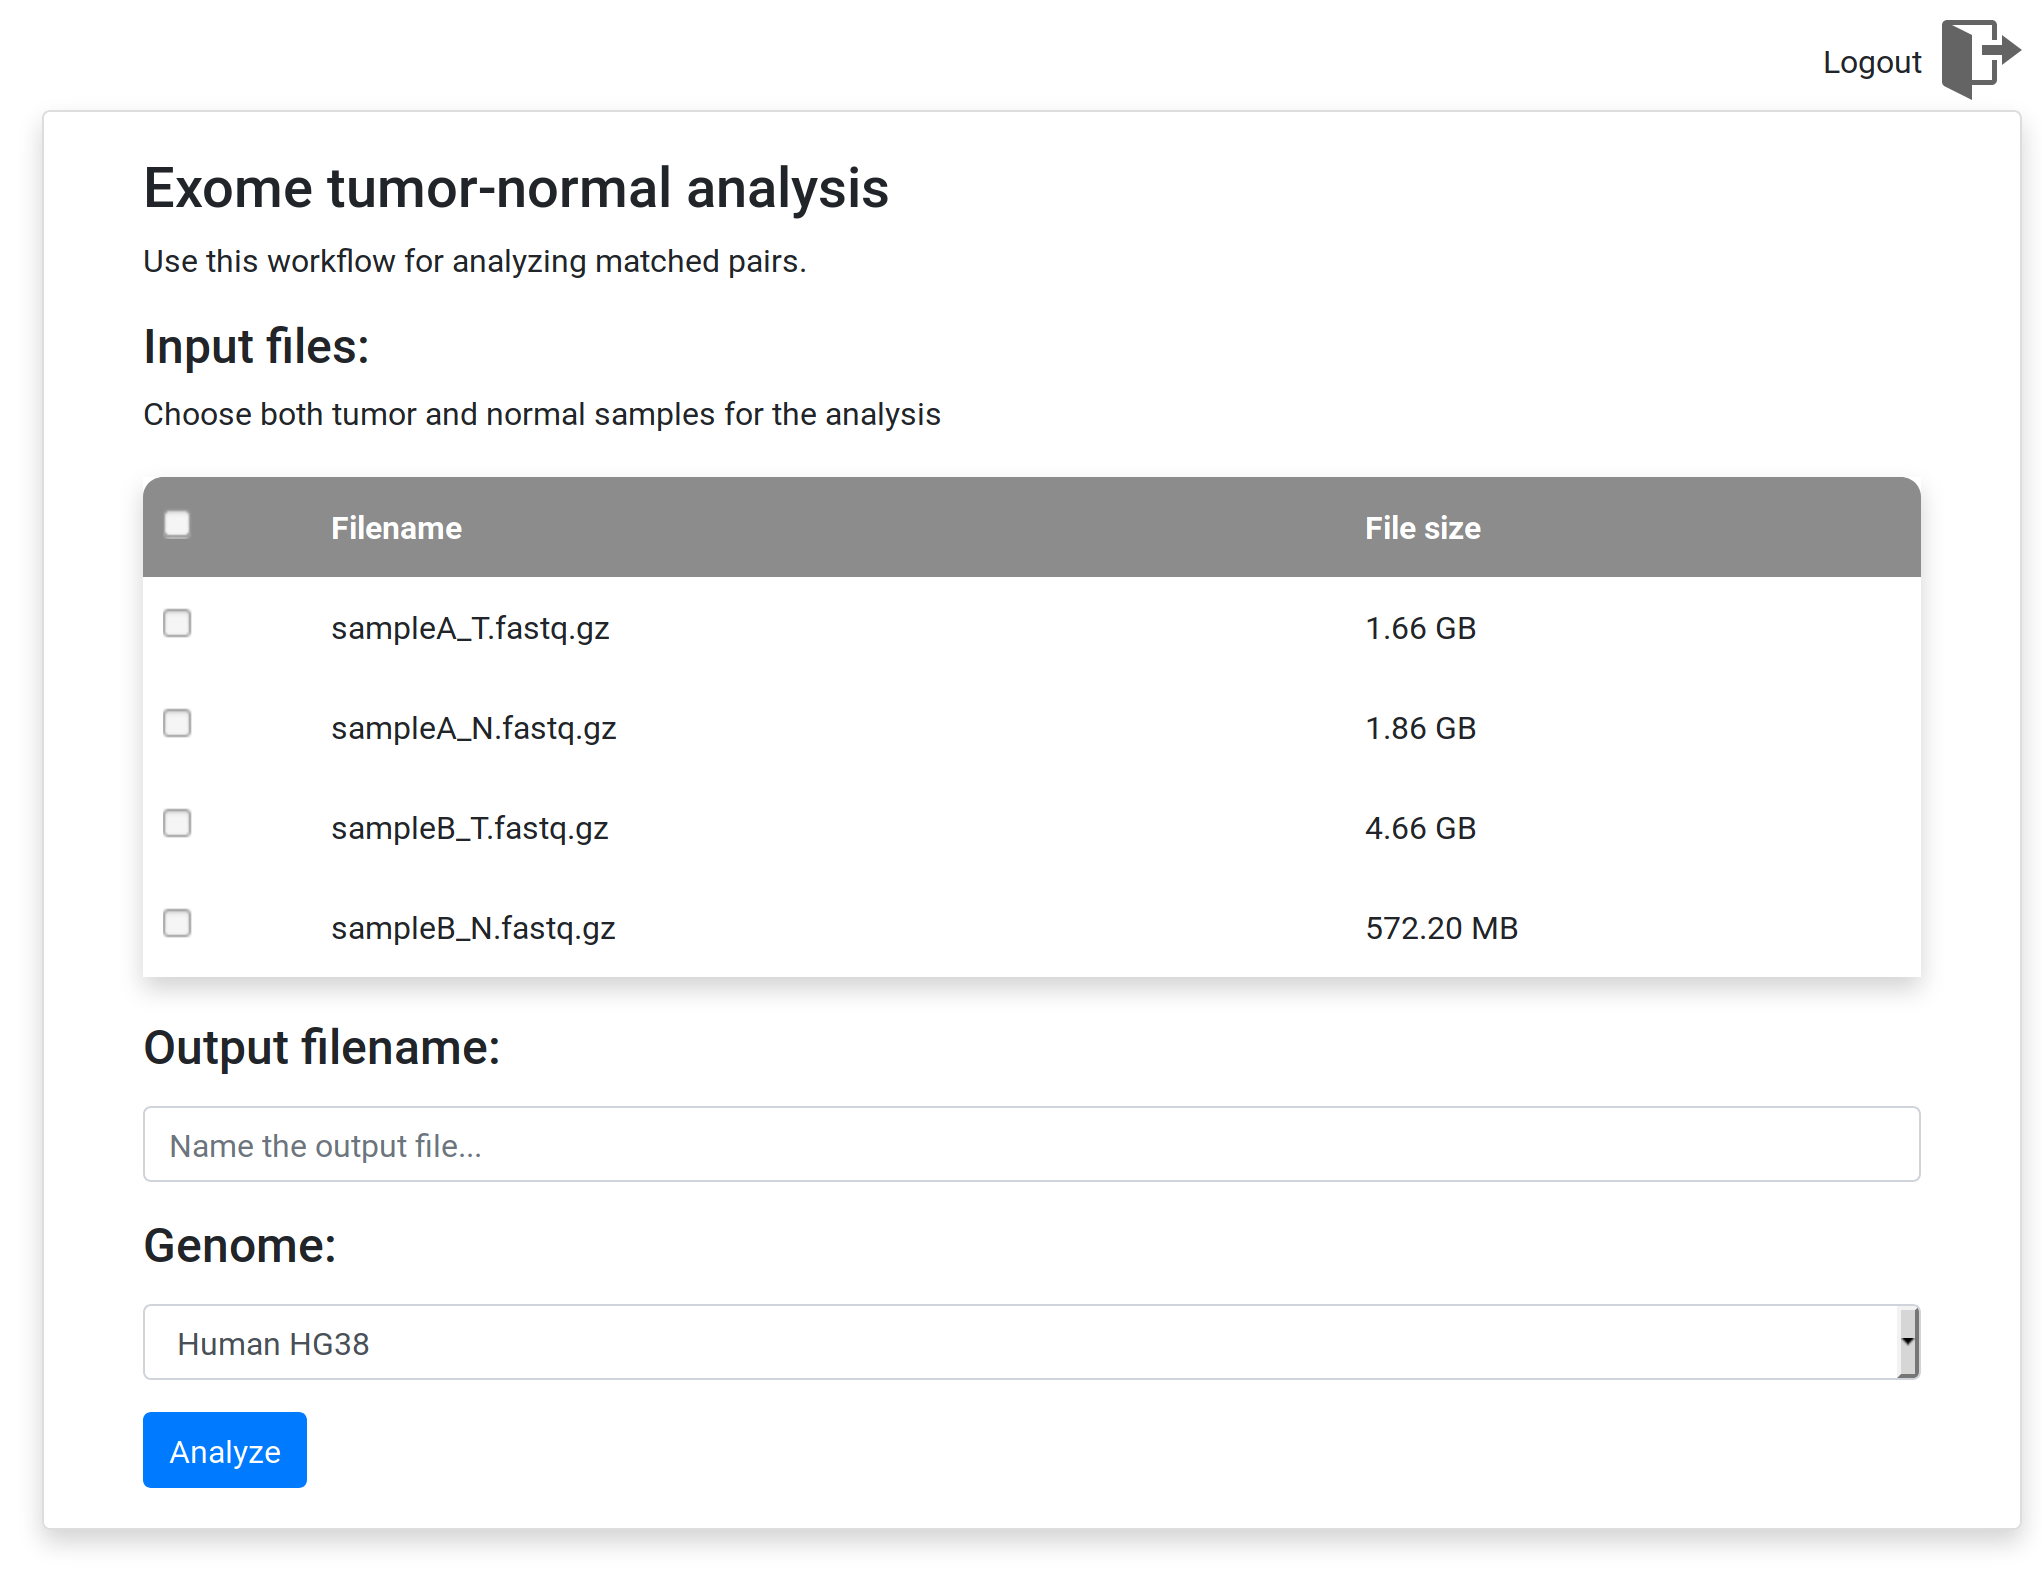 Logout
Exome tumor-normal analysis
Use this workflow for analyzing matched pairs.
Input files:
Choose both tumor and normal samples for the analysis
Filename File size
sampleA_T.fastq.gz 1.66 GB
sampleA_N.fastq.gz 1.86 GB
sampleB_T.fastq.gz 4.66 GB
sampleB_N.fastq.gz 572.20 MB
Output filename:
Name the output file...
Genome:
Human HG38
Analyze